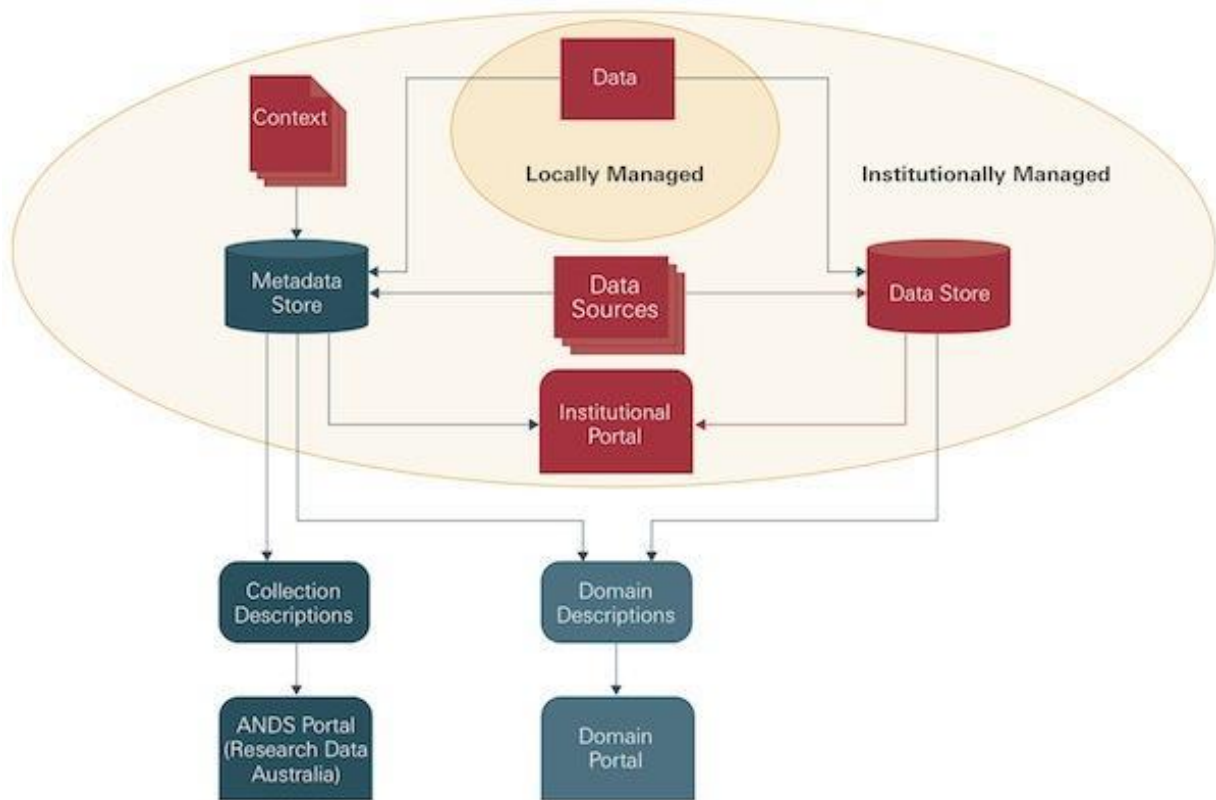 Data
Context
Locally Managed
Institutionally Managed
Metadata
Store
Data
Sources
Data Store
Institutional
Portal
Collection
Descriptions
Domain
Descriptions
ANDS Portal
(Research Data
Australia)
Domain
Portal